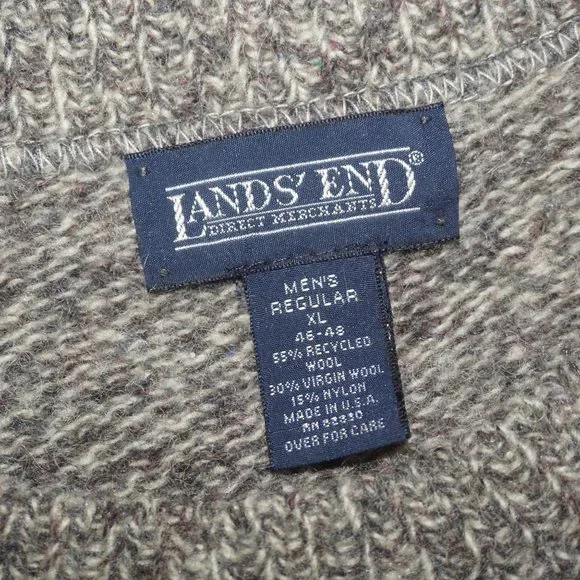 LANDS' END®
DIRECT MERCHANTS
MEN'S
REGULAR
XL
46-48
55% RECYCLED
WOOL
30% VIRGIN WOOL
15% NYLON
MADE IN U.S.A.
RN
OVER FOR CARE